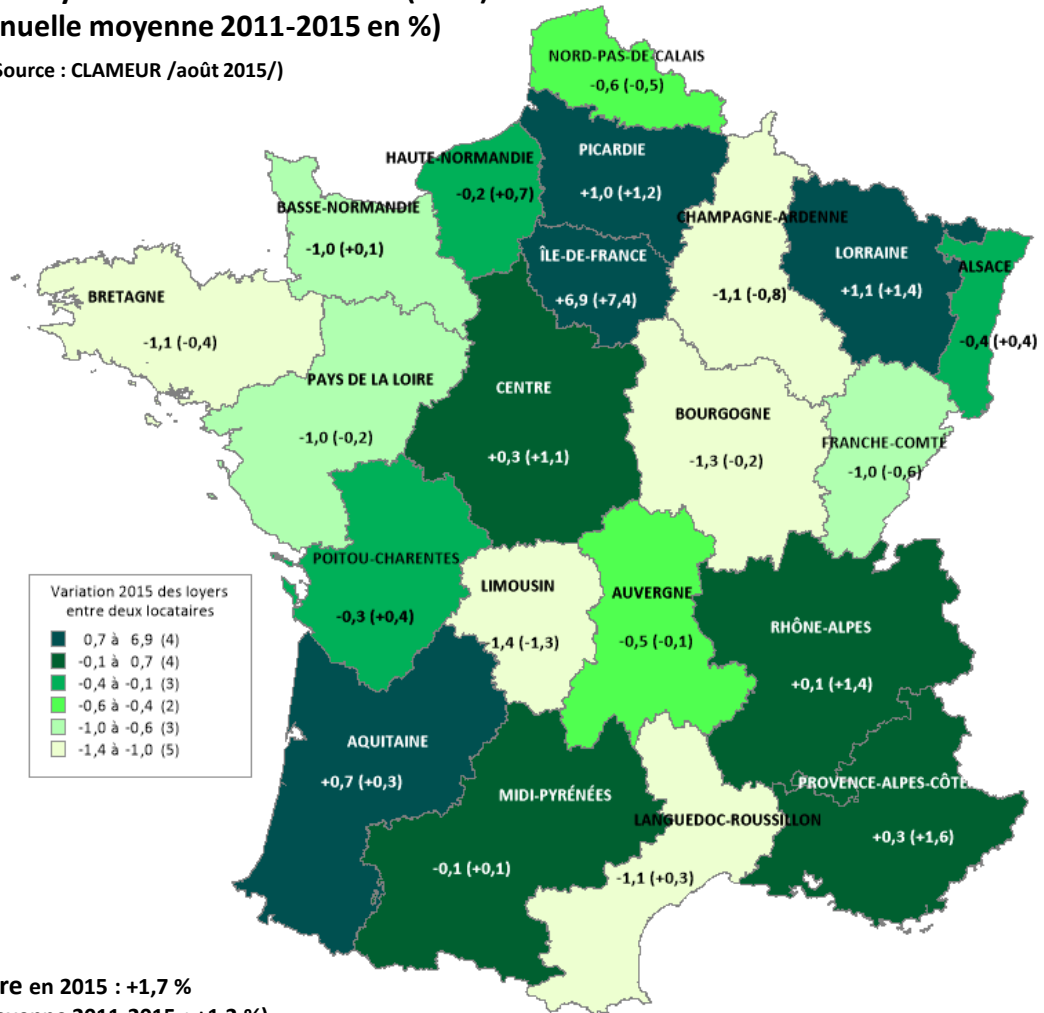 nuelle moyenne 2011-2015 en %)
Source : CLAMEUR /août 2015/)
NORD-PAS-DE-CALAIS
-0,6 (-0,5)
PICARDIE
+1,0 (+1,2)
HAUTE-NORMANDIE
-0,2 (+0,7)
BASSE-NORMANDIE
-1,0 (+0,1)
CHAMPAGNE-ARDENNE
-1,1 (-0,8)
ÎLE-DE-FRANCE
+6,9 (+7,4)
LORRAINE
+1,1 (+1,4)
ALSACE
-0,4 (+0,4)
BRETAGNE
-1,1 (-0,4)
PAYS DE LA LOIRE
-1,0 (-0,2)
CENTRE
+0,3 (+1,1)
BOURGOGNE
-1,3 (-0,2)
FRANCHE-COMTÉ
-1,0 (-0,6)
POITOU-CHARENTES
-0,3 (+0,4)
LIMOUSIN
-1,4 (-1,3)
AUVERGNE
-0,5 (-0,1)
RHÔNE-ALPES
+0,1 (+1,4)
Variation 2015 des loyers
entre deux locataires
0,7 à 6,9 (4)
-0,1 à 0,7 (4)
-0,4 à -0,1 (3)
-0,6 à -0,4 (2)
-1,0 à -0,6 (3)
-1,4 à -1,0 (5)
AQUITAINE
+0,7 (+0,3)
MIDI-PYRÉNÉES
-0,1 (+0,1)
LANGUEDOC-ROUSSILLON
-1,1 (+0,3)
PROVENCE-ALPES-CÔTE
+0,3 (+1,6)
re en 2015 : +1,7 %